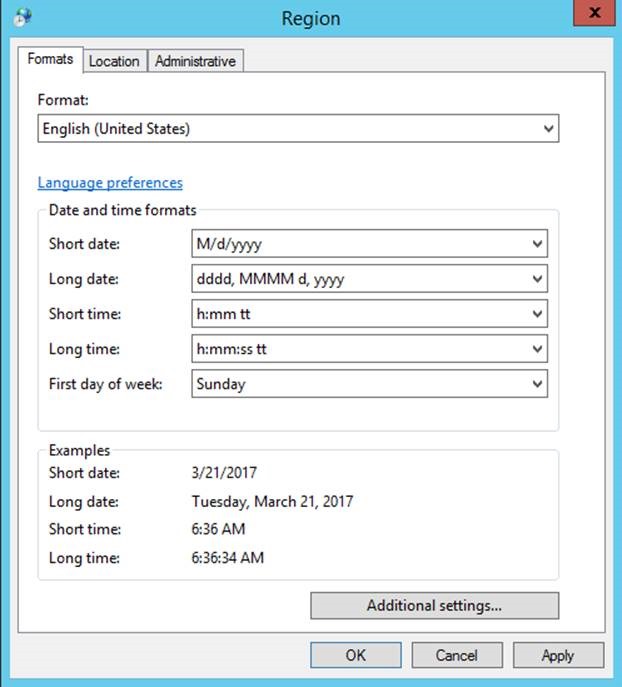 Region
x
Formats Location Administrative
Format:
English (United States)
Language preferences
Date and time formats
Short date: M/d/yyyy
Long date: dddd, MMMM d, yyyy
Short time: h:mm tt
Long time: h:mm:ss tt
First day of week: Sunday
Examples
Short date: 3/21/2017
Long date: Tuesday, March 21, 2017
Short time: 6:36 AM
Long time: 6:36:34 AM
Additional settings...
OK Cancel Apply